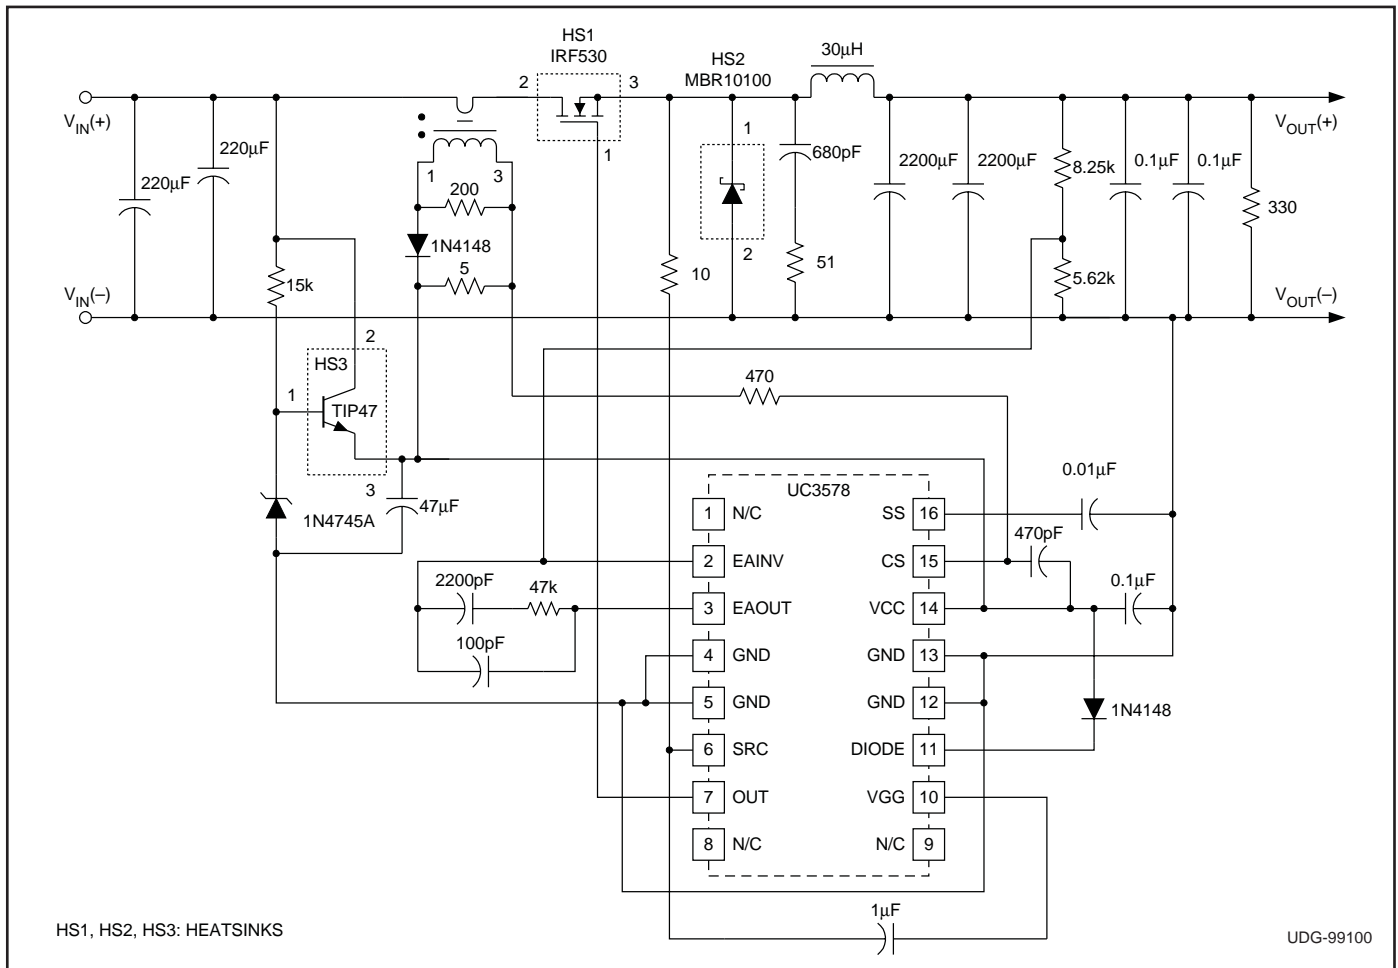 HS1
IRF530
30µH
HS2
MBR10100
2
3
V_IN(+)
V_OUT(+)
1
1
220µF
220µF
680pF
2200µF
2200µF
8.25k
0.1µF
0.1µF
1
3
200
330
1N4148
2
5
10
51
5.62k
15k
V_IN(–)
V_OUT(–)
2
HS3
470
1
TIP47
UC3578
0.01µF
3
47µF
1N4745A
1 N/C
SS 16
470pF
2 EAINV
CS 15
2200pF
47k
0.1µF
3 EAOUT
VCC 14
100pF
4 GND
GND 13
5 GND
GND 12
1N4148
6 SRC
DIODE 11
7 OUT
VGG 10
8 N/C
N/C 9
1µF
HS1, HS2, HS3: HEATSINKS
UDG-99100